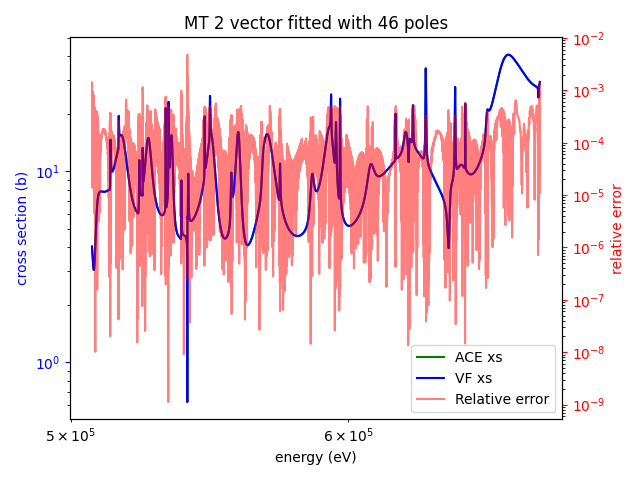 MT 2 vector fitted with 46 poles
cross section (b)
10¹
10⁰
10⁻²
10⁻³
10⁻⁴
10⁻⁵
10⁻⁶
10⁻⁷
10⁻⁸
10⁻⁹
relative error
ACE xs
VF xs
Relative error
5 × 10⁵
6 × 10⁵
energy (eV)